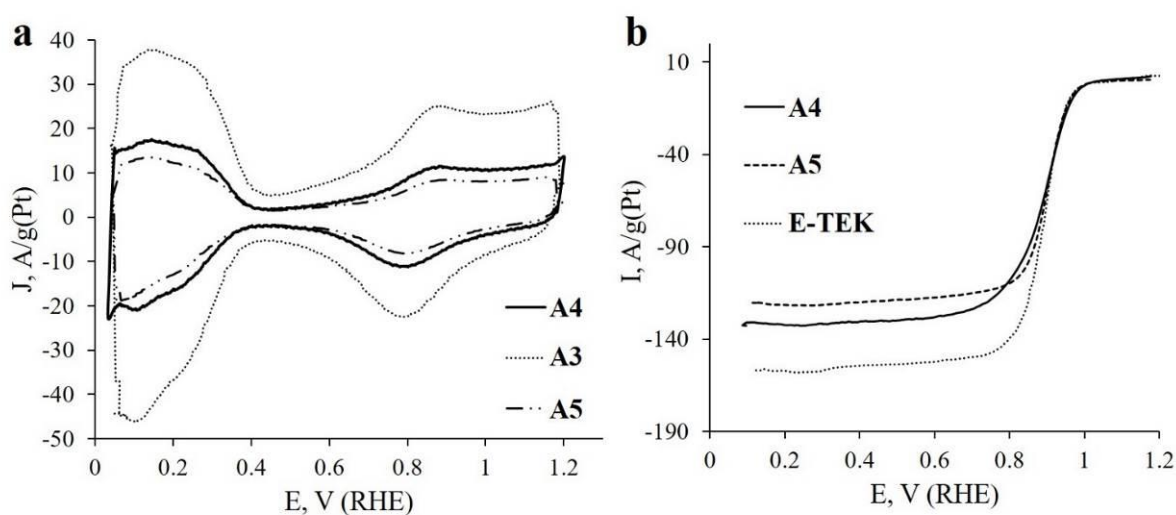 a
40
30
20
10
0
-10
-20
-30
-40
-50
J, A/g(Pt)
0 0.2 0.4 0.6 0.8 1 1.2
E, V (RHE)
A4
A3
A5
b
10
-40
-90
-140
-190
I, A/g(Pt)
0 0.2 0.4 0.6 0.8 1 1.2
E, V (RHE)
A4
A5
E-TEK